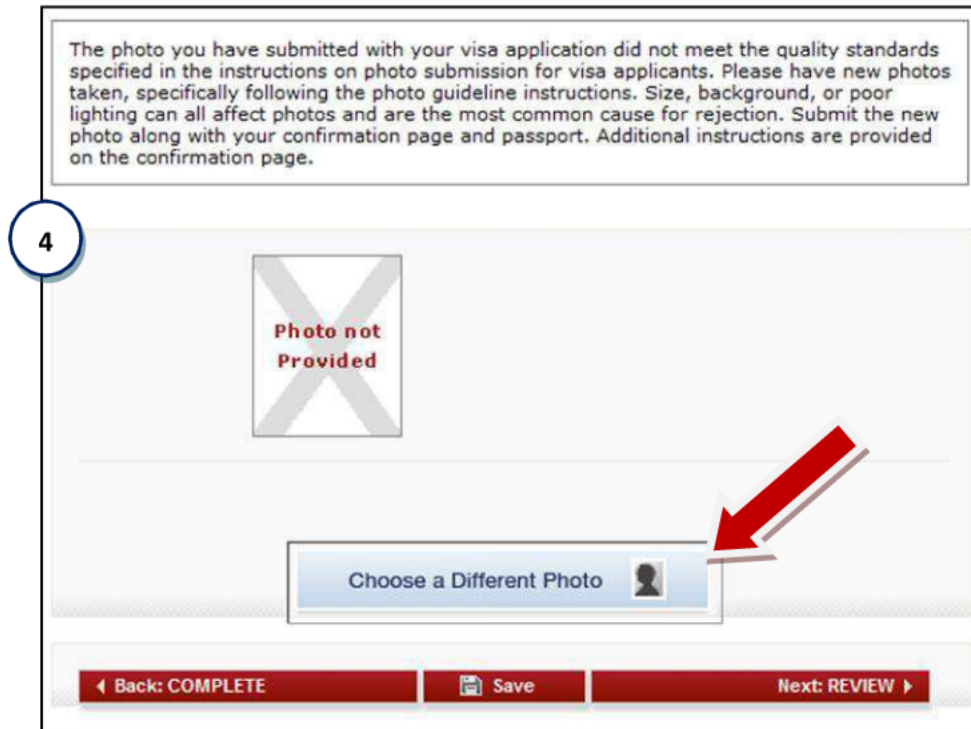 The photo you have submitted with your visa application did not meet the quality standards
specified in the instructions on photo submission for visa applicants. Please have new photos
taken, specifically following the photo guideline instructions. Size, background, or poor
lighting can all affect photos and are the most common cause for rejection. Submit the new
photo along with your confirmation page and passport. Additional instructions are provided
on the confirmation page.
4
Photo not
Provided
Choose a Different Photo
Back: COMPLETE
Save
Next: REVIEW